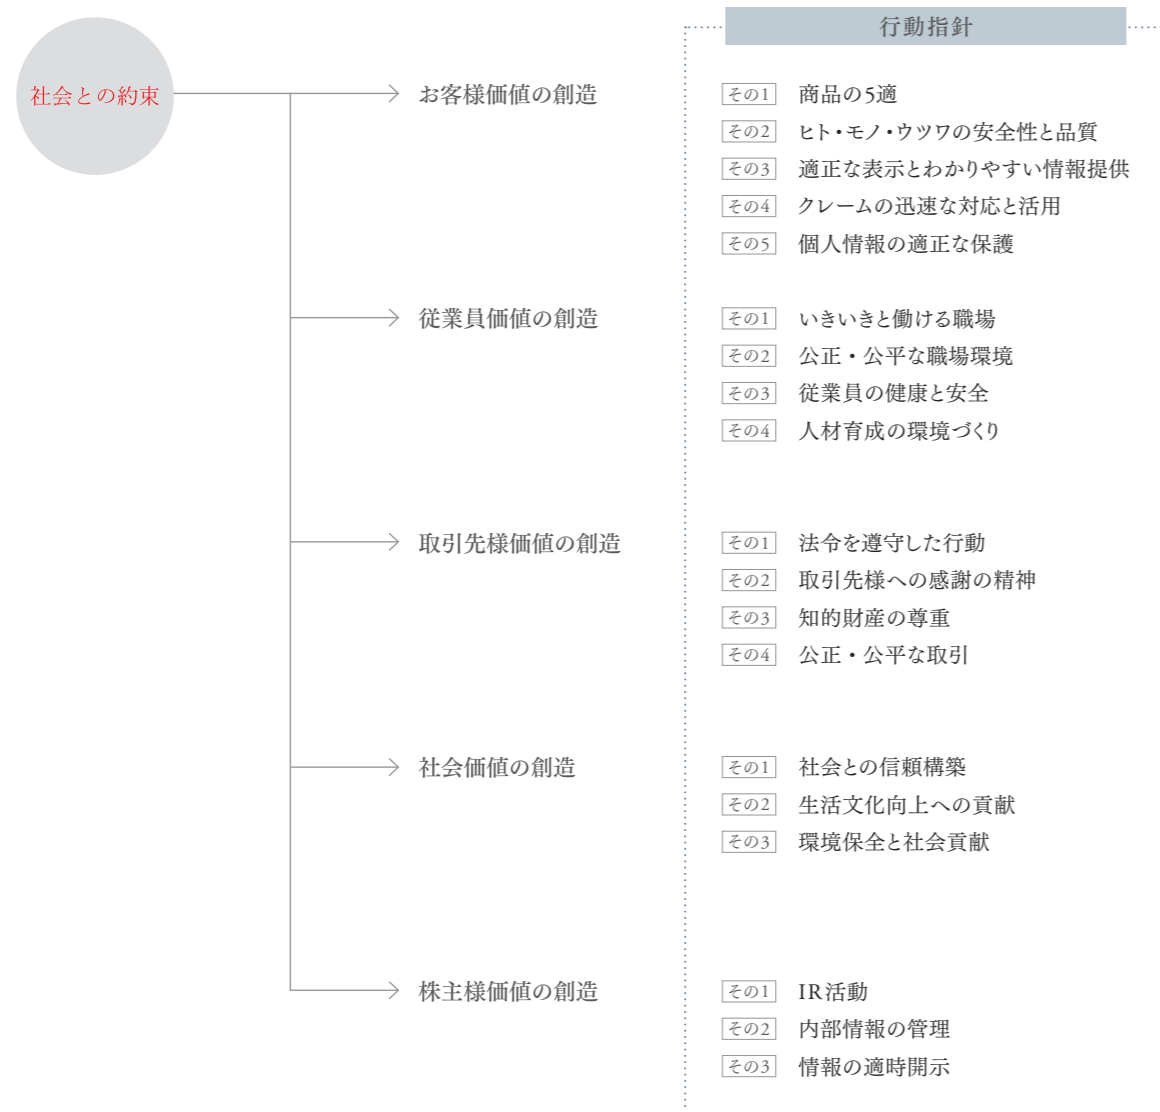 行動指針
社会との約束
お客様価値の創造
その1 商品の5適
その2 ヒト・モノ・ウツワの安全性と品質
その3 適正な表示とわかりやすい情報提供
その4 クレームの迅速な対応と活用
その5 個人情報の適正な保護
従業員価値の創造
その1 いきいきと働ける職場
その2 公正・公平な職場環境
その3 従業員の健康と安全
その4 人材育成の環境づくり
取引先様価値の創造
その1 法令を遵守した行動
その2 取引先様への感謝の精神
その3 知的財産の尊重
その4 公正・公平な取引
社会価値の創造
その1 社会との信頼構築
その2 生活文化向上への貢献
その3 環境保全と社会貢献
株主様価値の創造
その1 IR活動
その2 内部情報の管理
その3 情報の適時開示